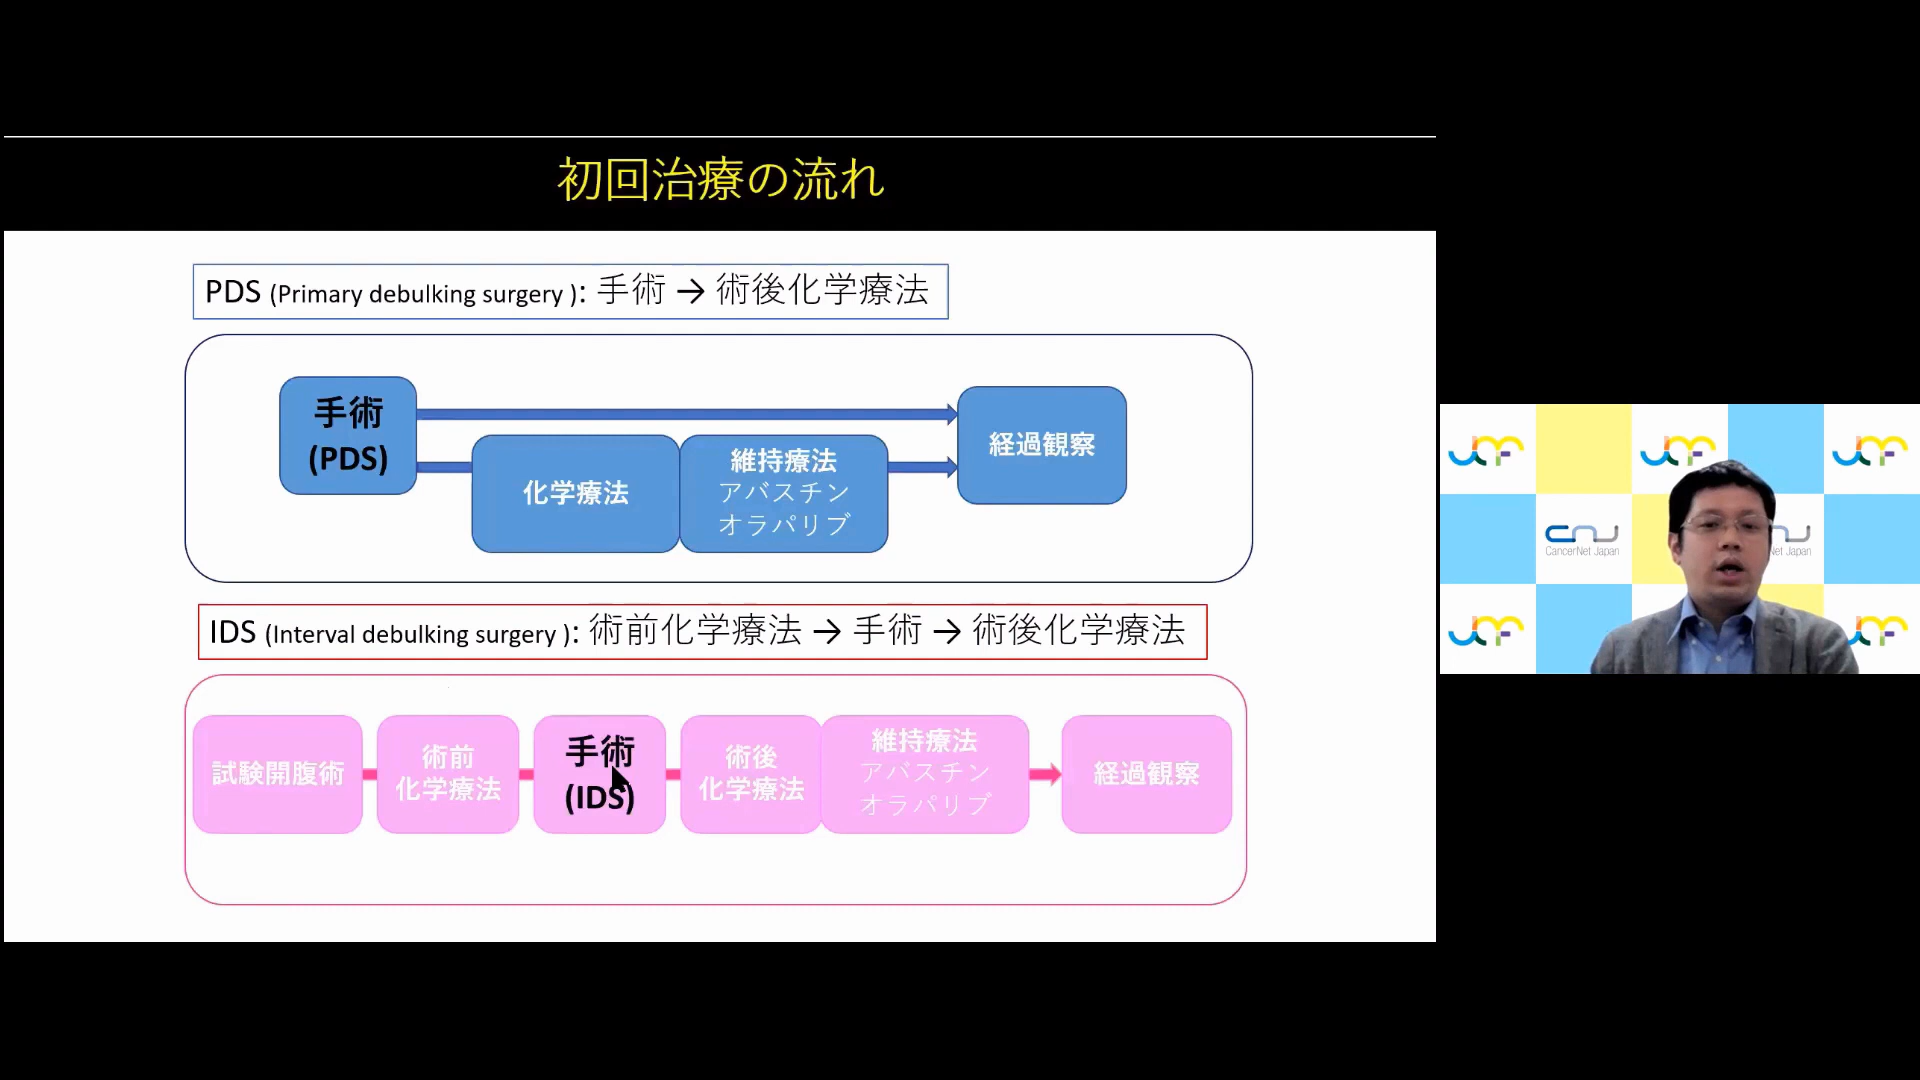 初回治療の流れ
PDS (Primary debulking surgery ): 手術 → 術後化学療法
手術
(PDS)
化学療法
維持療法
アバスチン
オラパリブ
経過観察
IDS (Interval debulking surgery ): 術前化学療法 → 手術 → 術後化学療法
試験開腹術
術前
化学療法
手術
(IDS)
術後
化学療法
維持療法
アバスチン
オラパリブ
経過観察
CancerNet Japan
Net Japan